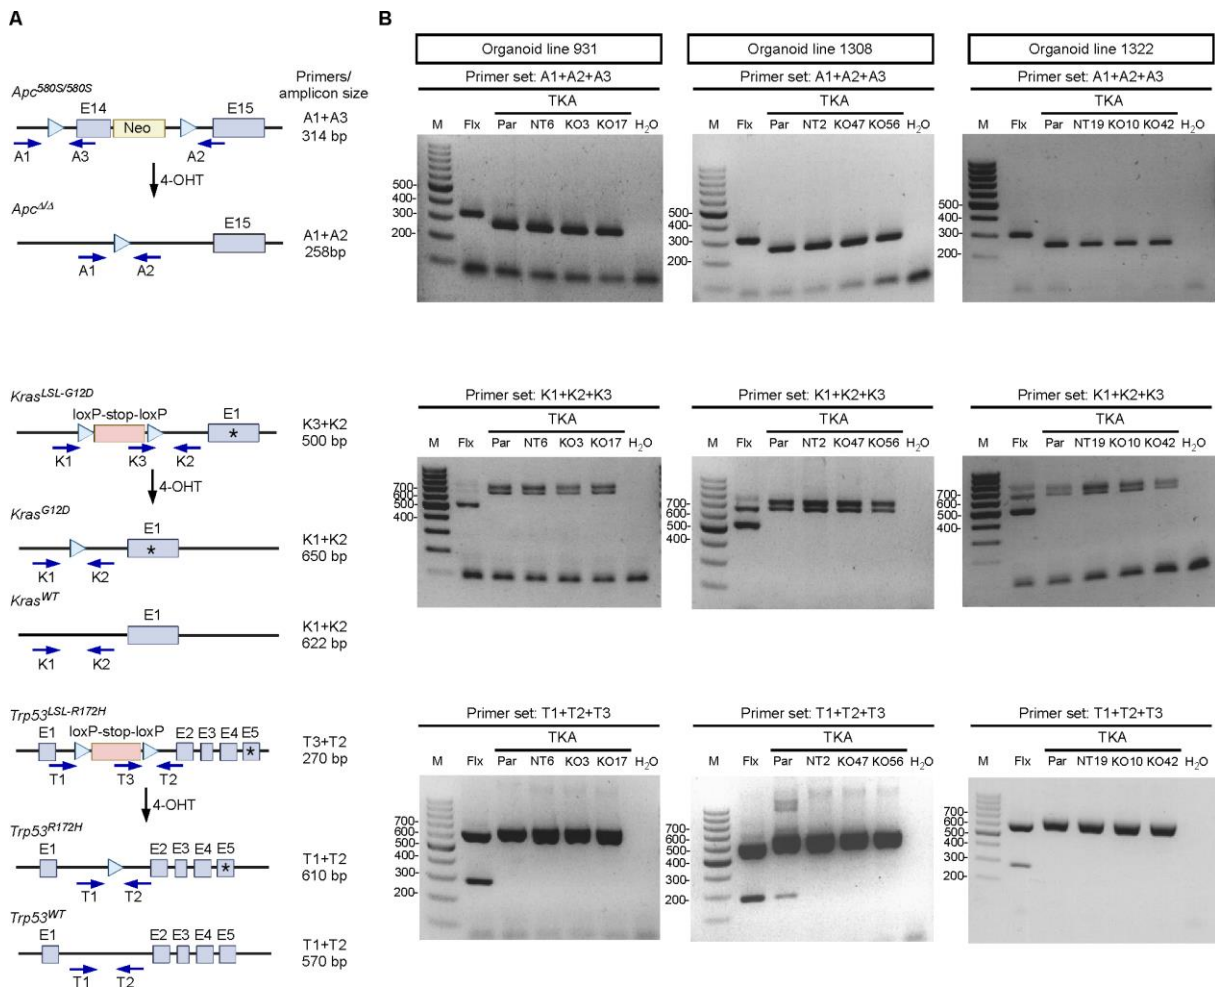 A
Primers/
amplicon size
Apc580S/580S
E14
Neo
E15
A1+A3
314 bp
A1
A3
A2
4-OHT
ApcΔ/Δ
E15
A1+A2
258bp
A1
A2
KrasLSL-G12D
loxP-stop-loxP
E1
*
K3+K2
500 bp
K1
K3
K2
4-OHT
KrasG12D
E1
*
K1+K2
650 bp
K1
K2
KrasWT
E1
K1+K2
622 bp
K1
K2
Trp53LSL-R172H
E1 loxP-stop-loxP E2 E3 E4 E5
*
T3+T2
270 bp
T1
T3
T2
4-OHT
Trp53R172H
E1 E2 E3 E4 E5
*
T1+T2
610 bp
T1
T2
Trp53WT
E1 E2 E3 E4 E5
T1+T2
570 bp
T1
T2
B
Organoid line 931
Primer set: A1+A2+A3
TKA
M Flx Par NT6 KO3 KO17 H2O
500-
400-
300-
200-
Organoid line 1308
Primer set: A1+A2+A3
TKA
M Flx Par NT2 KO47 KO56 H2O
500-
400-
300-
200-
Organoid line 1322
Primer set: A1+A2+A3
TKA
M Flx Par NT19 KO10 KO42 H2O
500-
400-
300-
200-
Primer set: K1+K2+K3
TKA
M Flx Par NT6 KO3 KO17 H2O
700-
600-
500-
400-
Primer set: K1+K2+K3
TKA
M Flx Par NT2 KO47 KO56 H2O
700-
600-
500-
400-
Primer set: K1+K2+K3
TKA
M Flx Par NT19 KO10 KO42 H2O
700-
600-
500-
400-
Primer set: T1+T2+T3
TKA
M Flx Par NT6 KO3 KO17 H2O
700-
600-
500-
400-
300-
200-
Primer set: T1+T2+T3
TKA
M Flx Par NT2 KO47 KO56 H2O
700-
600-
500-
400-
300-
200-
Primer set: T1+T2+T3
TKA
M Flx Par NT19 KO10 KO42 H2O
700-
600-
500-
400-
300-
200-